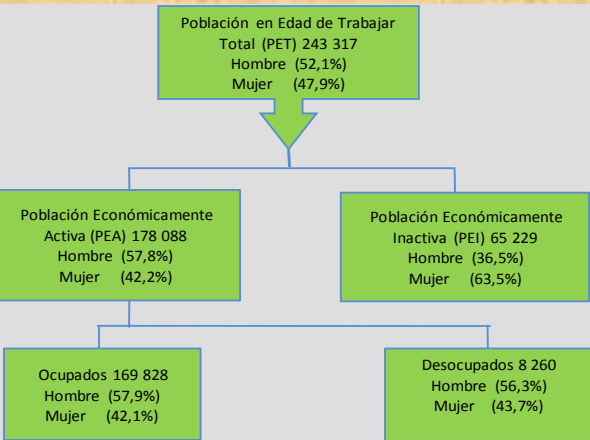 Población en Edad de Trabajar
Total (PET) 243 317
Hombre (52,1%)
Mujer (47,9%)
Población Económicamente
Activa (PEA) 178 088
Hombre (57,8%)
Mujer (42,2%)
Población Económicamente
Inactiva (PEI) 65 229
Hombre (36,5%)
Mujer (63,5%)
Ocupados 169 828
Hombre (57,9%)
Mujer (42,1%)
Desocupados 8 260
Hombre (56,3%)
Mujer (43,7%)